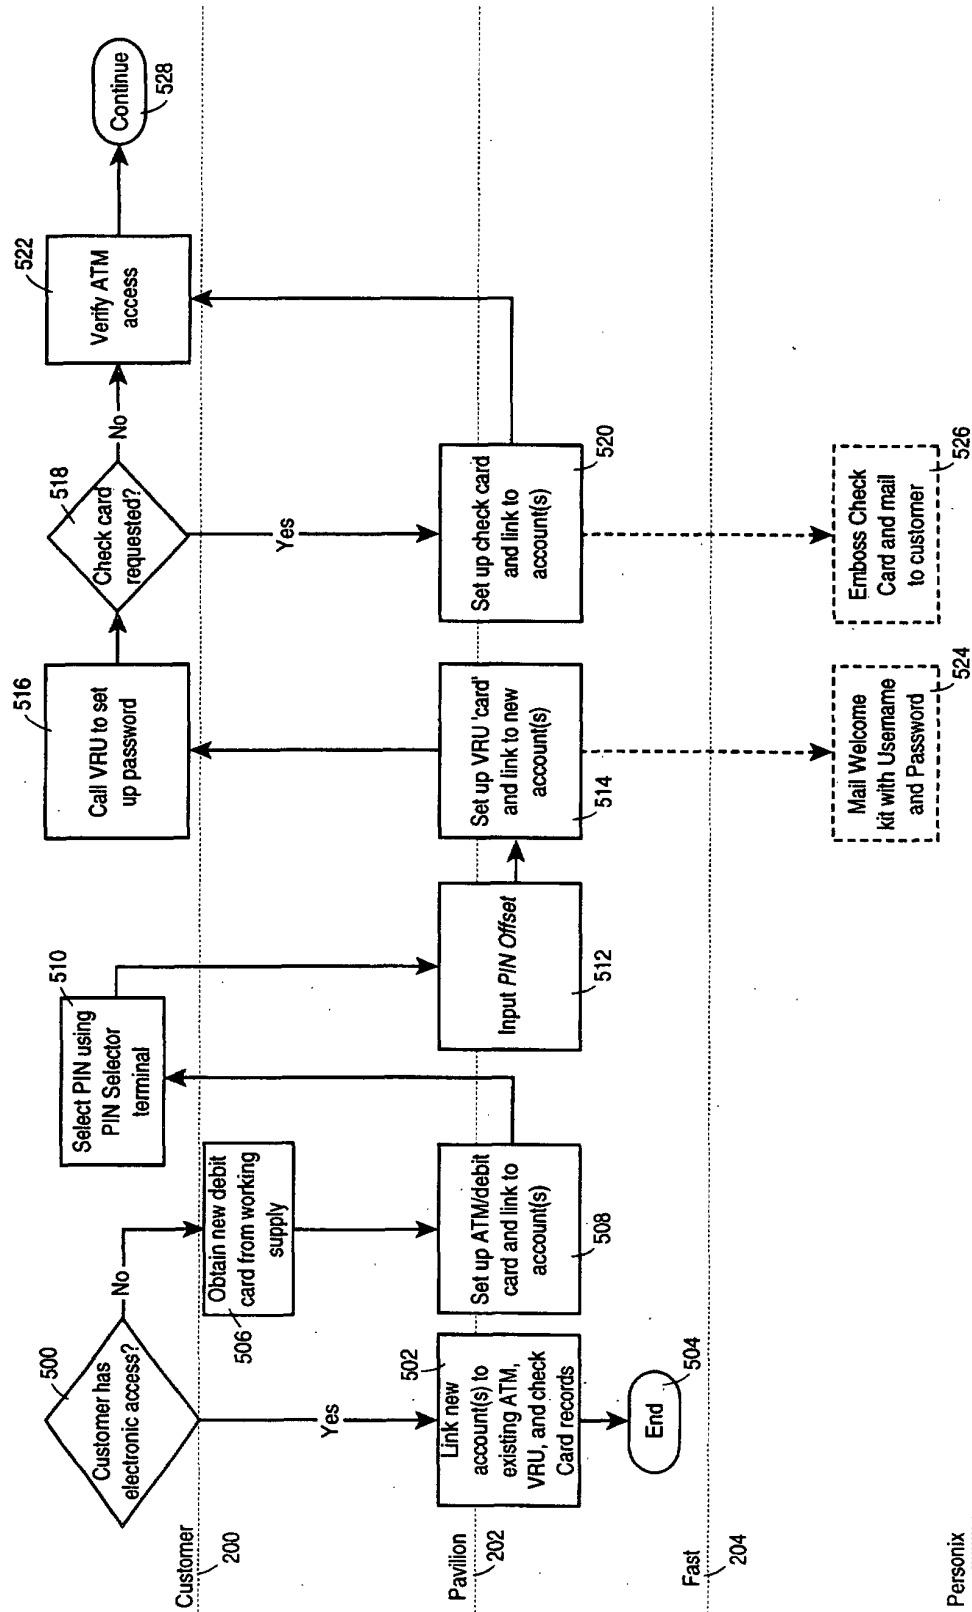 Customer
200
Pavilion
202
Fast
204
Personix
500
Customer has
electronic access?
No
Yes
502
Link new
account(s) to
existing ATM,
VRU, and check
Card records
504
End
506
Obtain new debit
card from working
supply
Set up ATM/debit
card and link to
account(s)
508
510
Select PIN using
PIN Selector
terminal
Input PIN Offset
512
Set up VRU 'card'
and link to new
account(s)
514
516
Call VRU to set
up password
518
Check card
requested?
No
Yes
Set up check card
and link to
account(s)
520
522
Verify ATM
access
Continue
528
Mail Welcome
kit with Username
and Password
524
Emboss Check
Card and mail
to customer
526